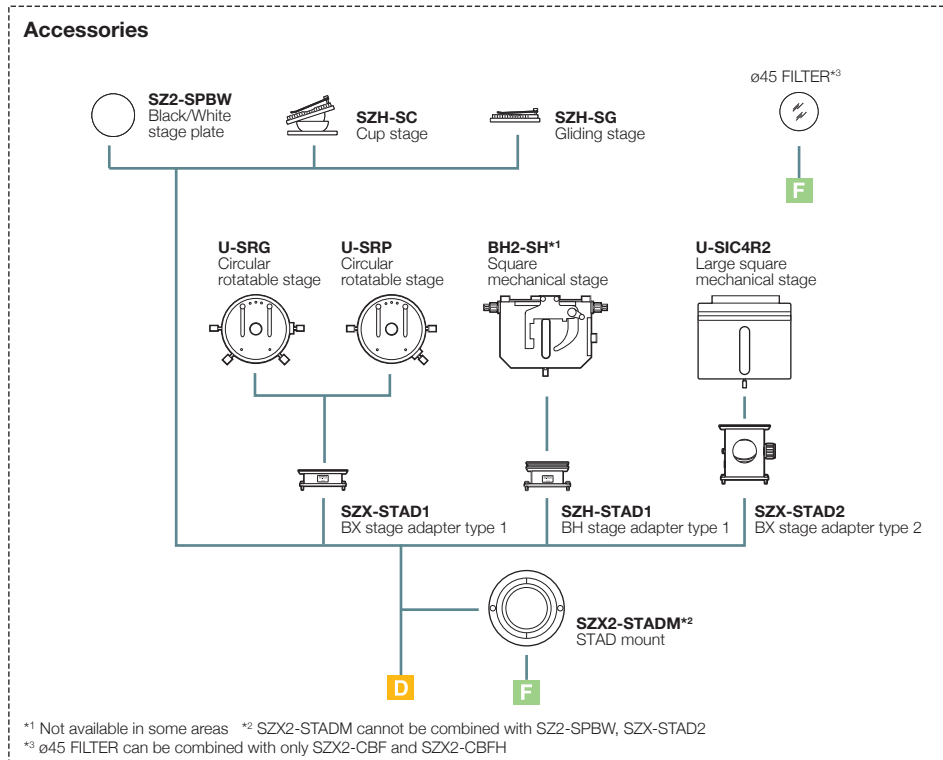 Accessories
SZ2-SPBW
Black/White
stage plate
SZH-SC
Cup stage
SZH-SG
Gliding stage
ø45 FILTER*3
F
U-SRG
Circular
rotatable stage
U-SRP
Circular
rotatable stage
BH2-SH*1
Square
mechanical stage
U-SIC4R2
Large square
mechanical stage
SZX-STAD1
BX stage adapter type 1
SZH-STAD1
BH stage adapter type 1
SZX-STAD2
BX stage adapter type 2
SZX2-STADM*2
STAD mount
D
F
*1 Not available in some areas *2 SZX2-STADM cannot be combined with SZ2-SPBW, SZX-STAD2
*3 ø45 FILTER can be combined with only SZX2-CBF and SZX2-CBFH